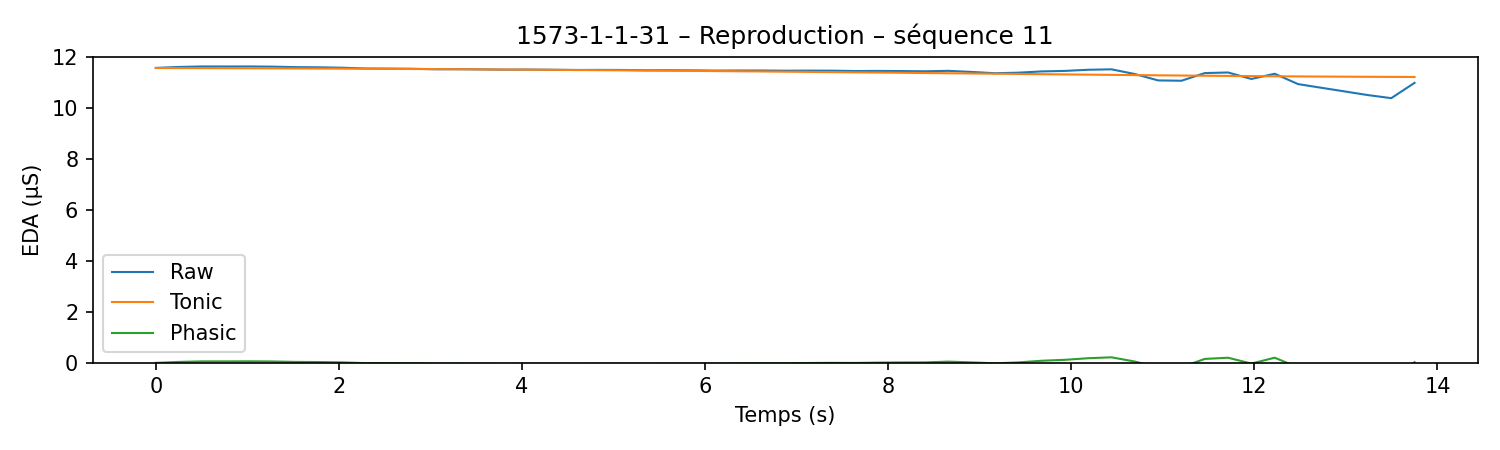 1573-1-1-31 – Reproduction – séquence 11
EDA (µS)
12
10
8
6
4
2
0
Raw
Tonic
Phasic
0 2 4 6 8 10 12 14
Temps (s)